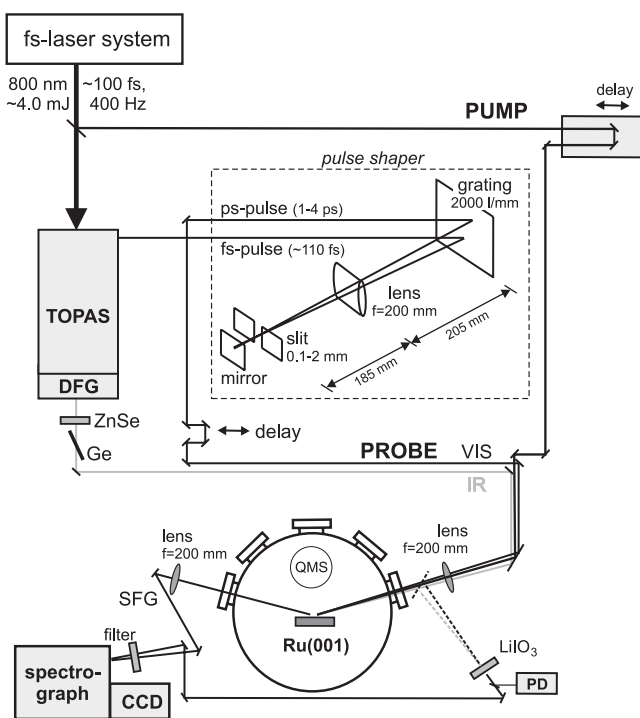 fs-laser system
800 nm
~4.0 mJ
~100 fs,
400 Hz
PUMP
delay
pulse shaper
grating
2000 l/mm
ps-pulse (1-4 ps)
fs-pulse (~110 fs)
lens
f=200 mm
slit
0.1-2 mm
mirror
205 mm
185 mm
TOPAS
DFG
ZnSe
Ge
delay
PROBE VIS
IR
lens
f=200 mm
lens
f=200 mm
QMS
SFG
Ru(001)
filter
LiIO3
spectro-
graph
CCD
PD